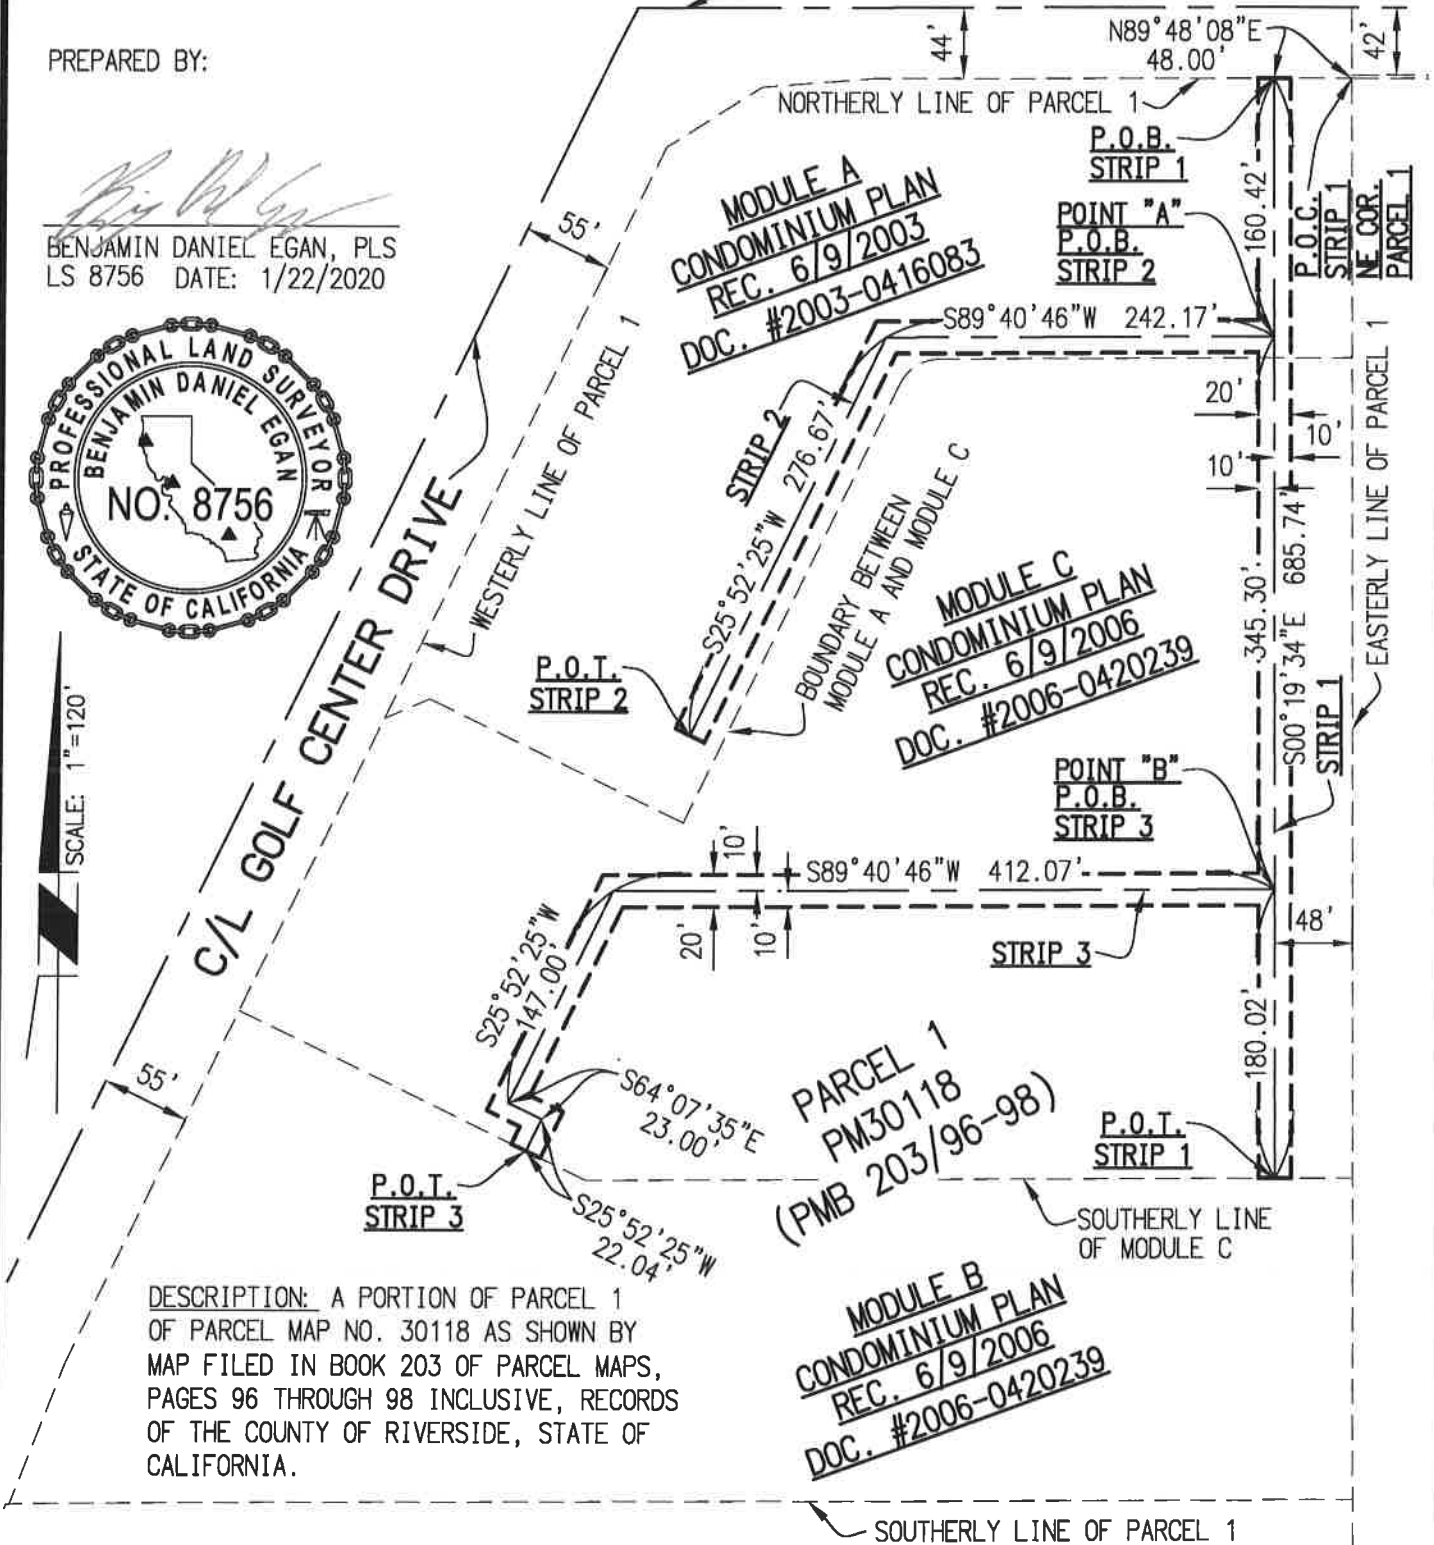 PREPARED BY:
BENJAMIN DANIEL EGAN, PLS
LS 8756 DATE: 1/22/2020
PROFESSIONAL LAND SURVEYOR
BENJAMIN DANIEL EGAN
NO. 8756
STATE OF CALIFORNIA
SCALE: 1"=120'
44'
N89°48'08"E
48.00'
42'
NORTHERLY LINE OF PARCEL 1
P.O.B.
STRIP 1
P.O.C.
STRIP 1
NE COR.
PARCEL 1
160.42'
POINT "A"
P.O.B.
STRIP 2
MODULE A
CONDOMINIUM PLAN
REC. 6/9/2003
DOC. #2003-0416083
55'
WESTERLY LINE OF PARCEL 1
S89°40'46"W 242.17'
20'
10'
10'
EASTERLY LINE OF PARCEL 1
STRIP 2
S25°52'25"W 276.67'
BOUNDARY BETWEEN
MODULE A AND MODULE C
MODULE C
CONDOMINIUM PLAN
REC. 6/9/2006
DOC. #2006-0420239
345.30'
S00°19'34"E 685.74'
STRIP 1
P.O.T.
STRIP 2
C/L GOLF CENTER DRIVE
POINT "B"
P.O.B.
STRIP 3
10'
S89°40'46"W 412.07'
20'
10'
STRIP 3
48'
S25°52'25"W
147.00'
180.02'
55'
S64°07'35"E
23.00'
PARCEL 1
PM30118
(PMB 203/96-98)
P.O.T.
STRIP 1
P.O.T.
STRIP 3
S25°52'25"W
22.04'
SOUTHERLY LINE
OF MODULE C
DESCRIPTION: A PORTION OF PARCEL 1
OF PARCEL MAP NO. 30118 AS SHOWN BY
MAP FILED IN BOOK 203 OF PARCEL MAPS,
PAGES 96 THROUGH 98 INCLUSIVE, RECORDS
OF THE COUNTY OF RIVERSIDE, STATE OF
CALIFORNIA.
MODULE B
CONDOMINIUM PLAN
REC. 6/9/2006
DOC. #2006-0420239
SOUTHERLY LINE OF PARCEL 1